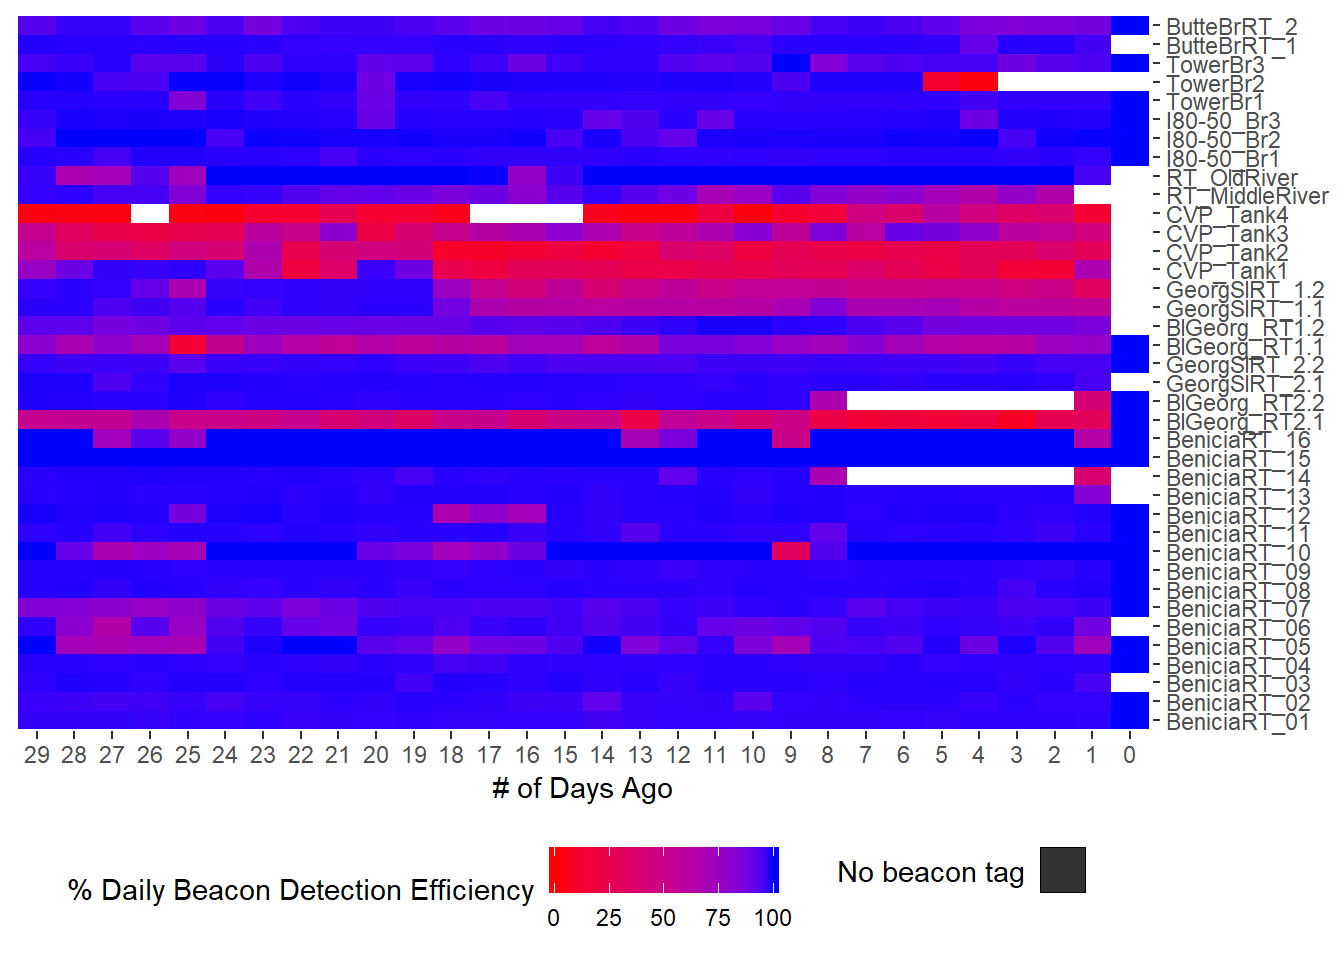 ButteBrRT_2
ButteBrRT_1
TowerBr3
TowerBr2
TowerBr1
I80-50_Br3
I80-50_Br2
I80-50_Br1
RT_OldRiver
RT_MiddleRiver
CVP_Tank4
CVP_Tank3
CVP_Tank2
CVP_Tank1
GeorgSlRT_1.2
GeorgSlRT_1.1
BlGeorg_RT1.2
BlGeorg_RT1.1
GeorgSlRT_2.2
GeorgSlRT_2.1
BlGeorg_RT2.2
BlGeorg_RT2.1
BeniciaRT_16
BeniciaRT_15
BeniciaRT_14
BeniciaRT_13
BeniciaRT_12
BeniciaRT_11
BeniciaRT_10
BeniciaRT_09
BeniciaRT_08
BeniciaRT_07
BeniciaRT_06
BeniciaRT_05
BeniciaRT_04
BeniciaRT_03
BeniciaRT_02
BeniciaRT_01
29 28 27 26 25 24 23 22 21 20 19 18 17 16 15 14 13 12 11 10 9 8 7 6 5 4 3 2 1 0
# of Days Ago
% Daily Beacon Detection Efficiency
0 25 50 75 100
No beacon tag